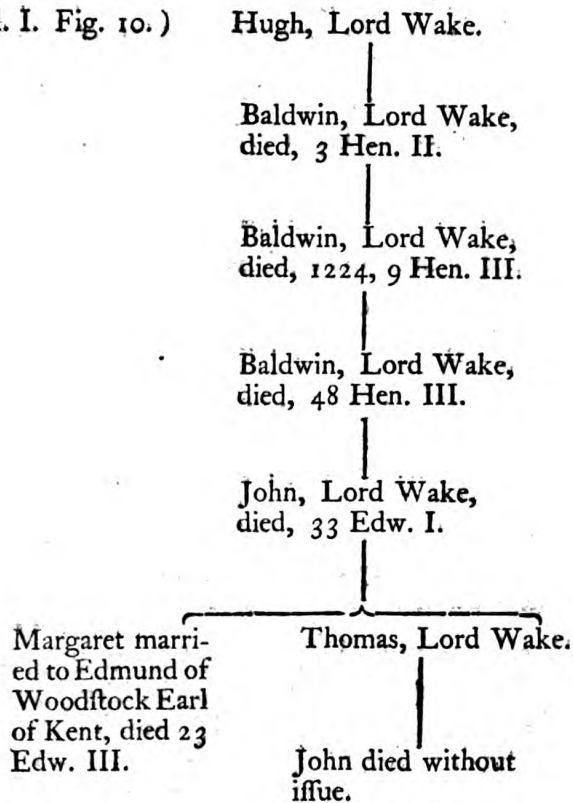 . I. Fig. 10.) Hugh, Lord Wake.
Baldwin, Lord Wake,
died, 3 Hen. II.
Baldwin, Lord Wake,
died, 1224, 9 Hen. III.
Baldwin, Lord Wake,
died, 48 Hen. III.
John, Lord Wake,
died, 33 Edw. I.
Margaret marri-
ed to Edmund of
Woodſtock Earl
of Kent, died 23
Edw. III.
Thomas, Lord Wake.
John died without
iſſue.